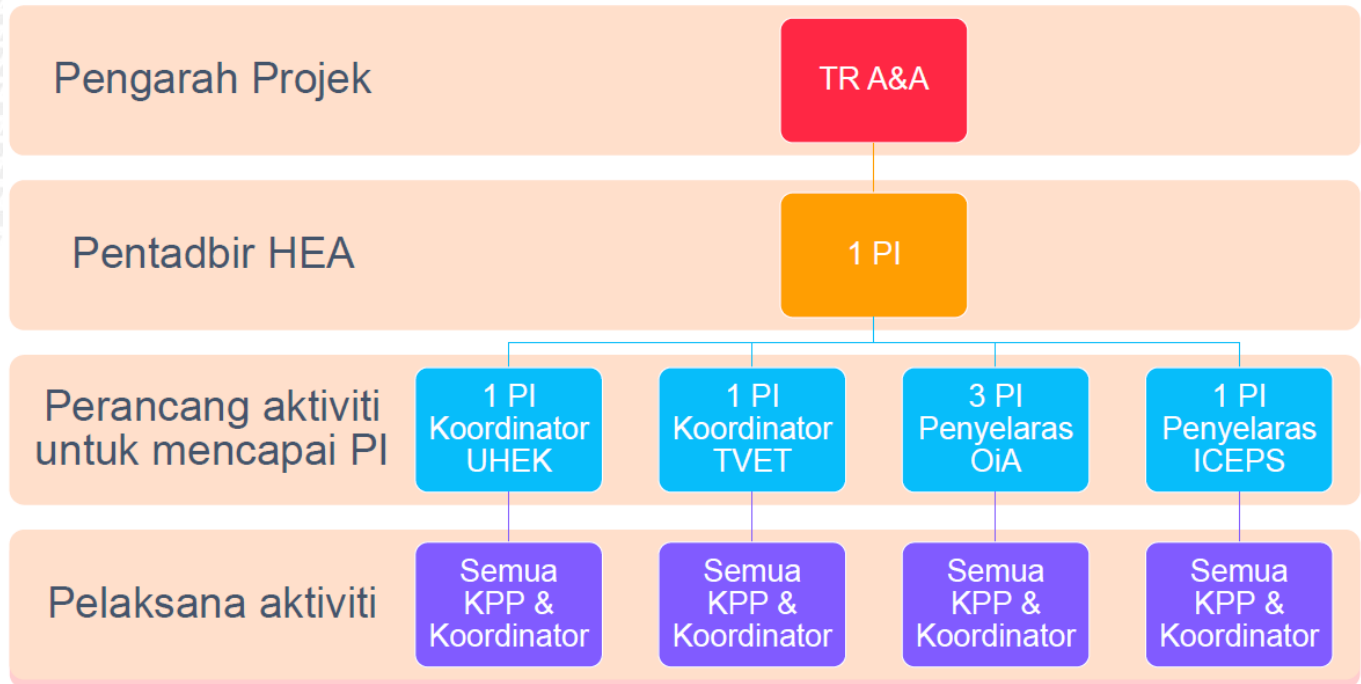 Pengarah Projek
TR A&A
Pentadbir HEA
1 PI
Perancang aktiviti
untuk mencapai PI
1 PI
Koordinator
UHEK
1 PI
Koordinator
TVET
3 PI
Penyelaras
OiA
1 PI
Penyelaras
ICEPS
Pelaksana aktiviti
Semua
KPP &
Koordinator
Semua
KPP &
Koordinator
Semua
KPP &
Koordinator
Semua
KPP &
Koordinator